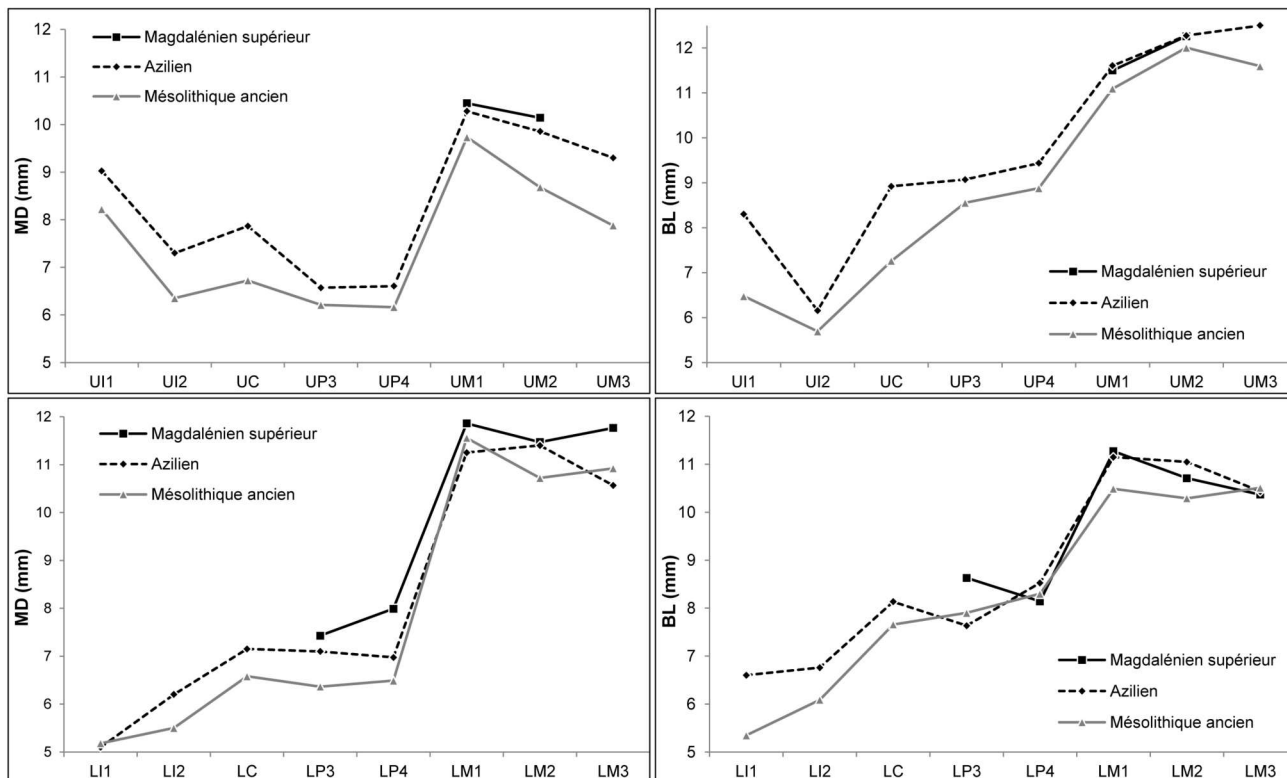 12
11
10
9
8
7
6
5
MD (mm)
Magdalénien supérieur
Azilien
Mésolithique ancien
UI1 UI2 UC UP3 UP4 UM1 UM2 UM3
12
11
10
9
8
7
6
5
BL (mm)
Magdalénien supérieur
Azilien
Mésolithique ancien
UI1 UI2 UC UP3 UP4 UM1 UM2 UM3
12
11
10
9
8
7
6
5
MD (mm)
Magdalénien supérieur
Azilien
Mésolithique ancien
LI1 LI2 LC LP3 LP4 LM1 LM2 LM3
12
11
10
9
8
7
6
5
BL (mm)
Magdalénien supérieur
Azilien
Mésolithique ancien
LI1 LI2 LC LP3 LP4 LM1 LM2 LM3